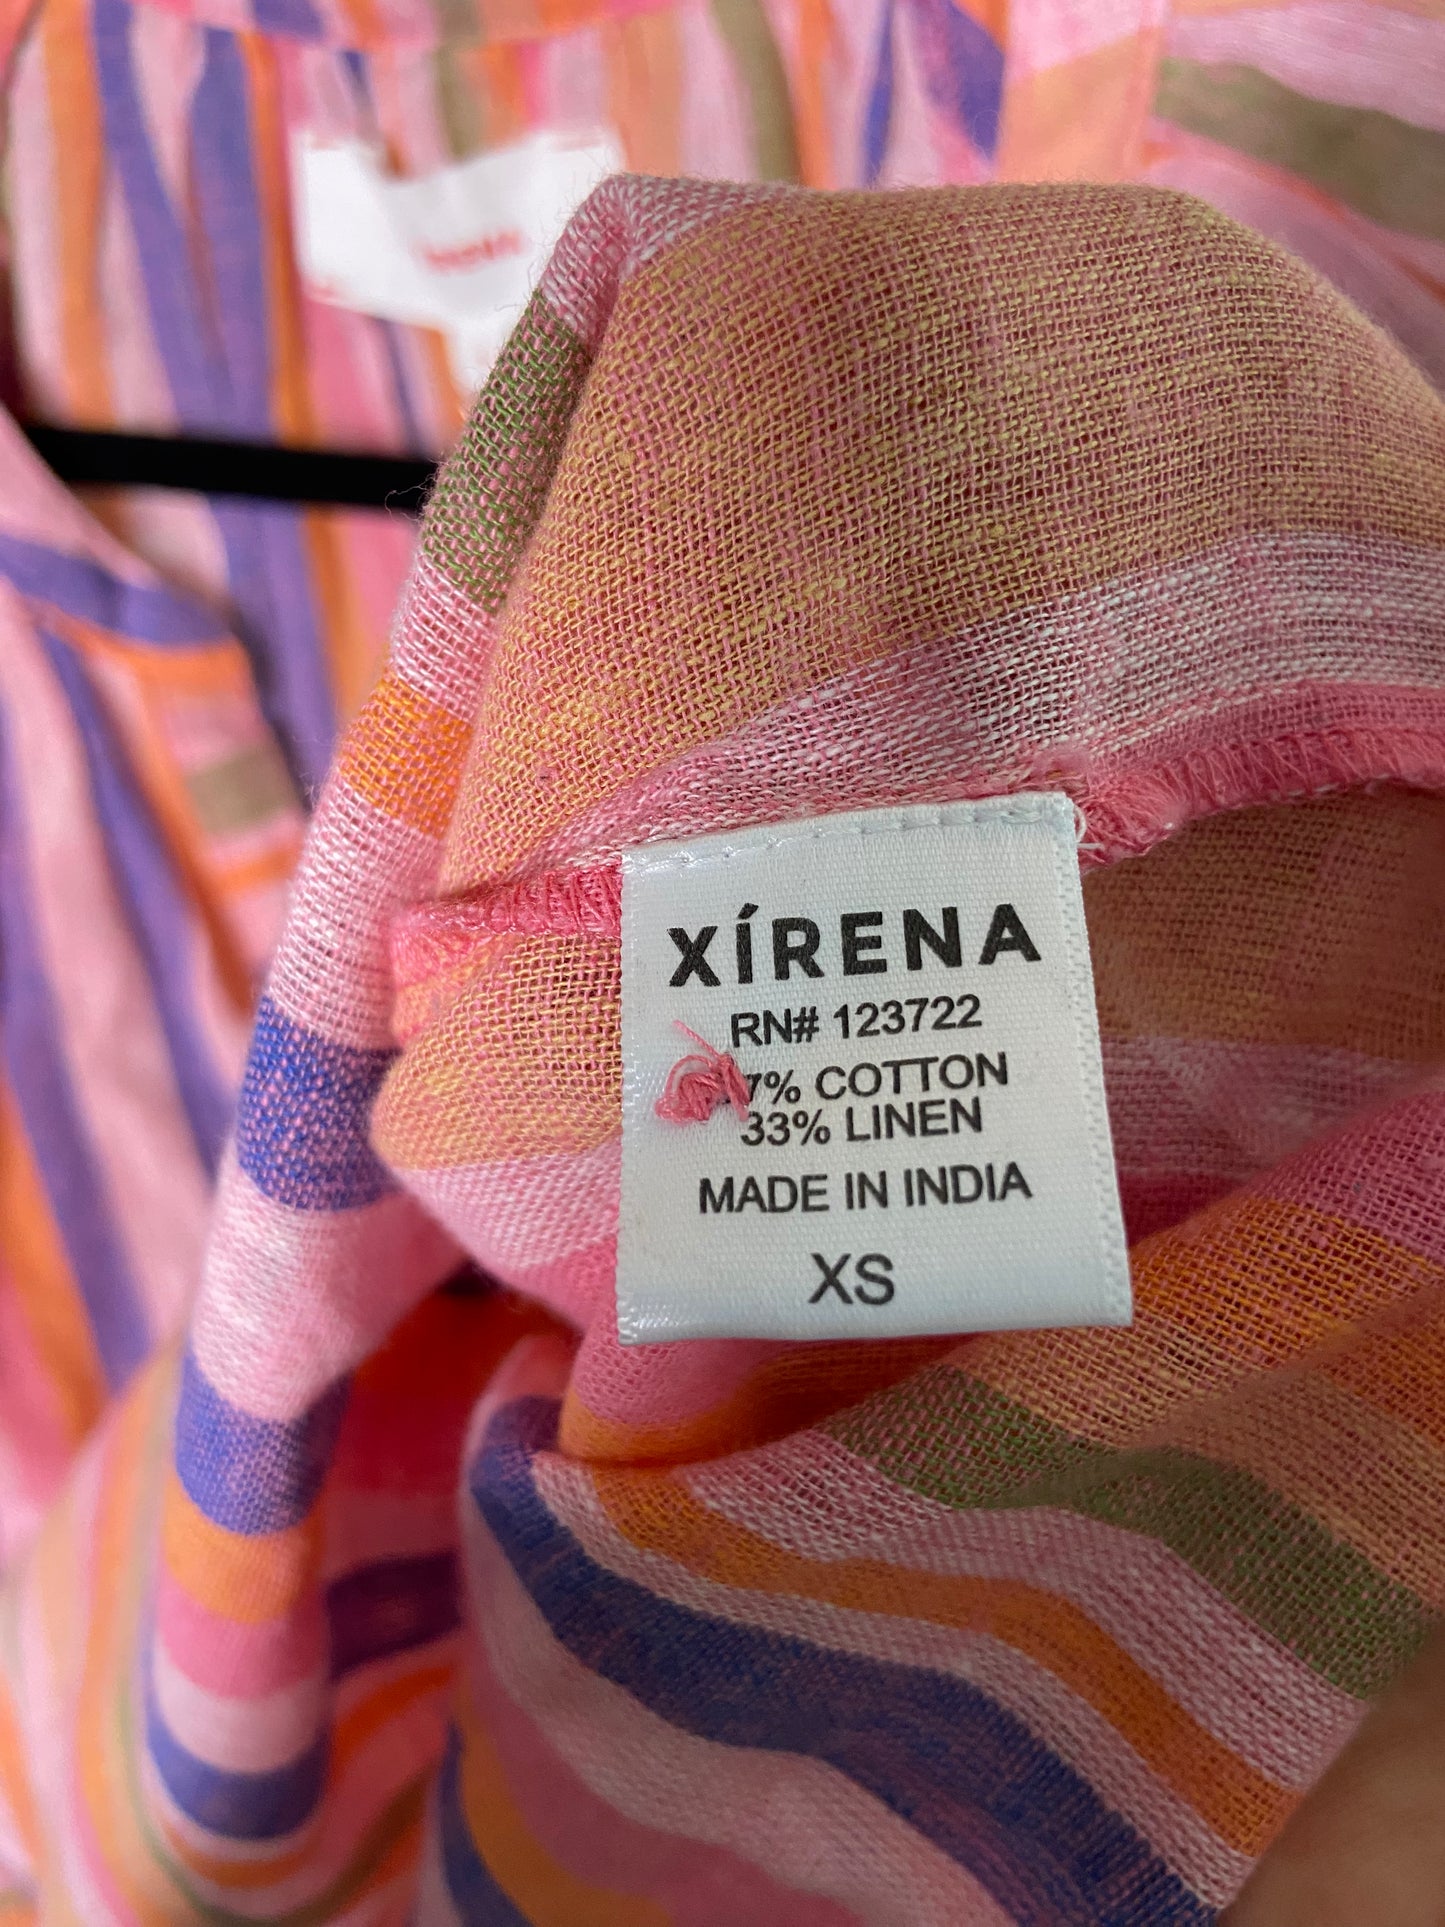 XÍRENA
RN# 123722
7% COTTON
33% LINEN
MADE IN INDIA
XS